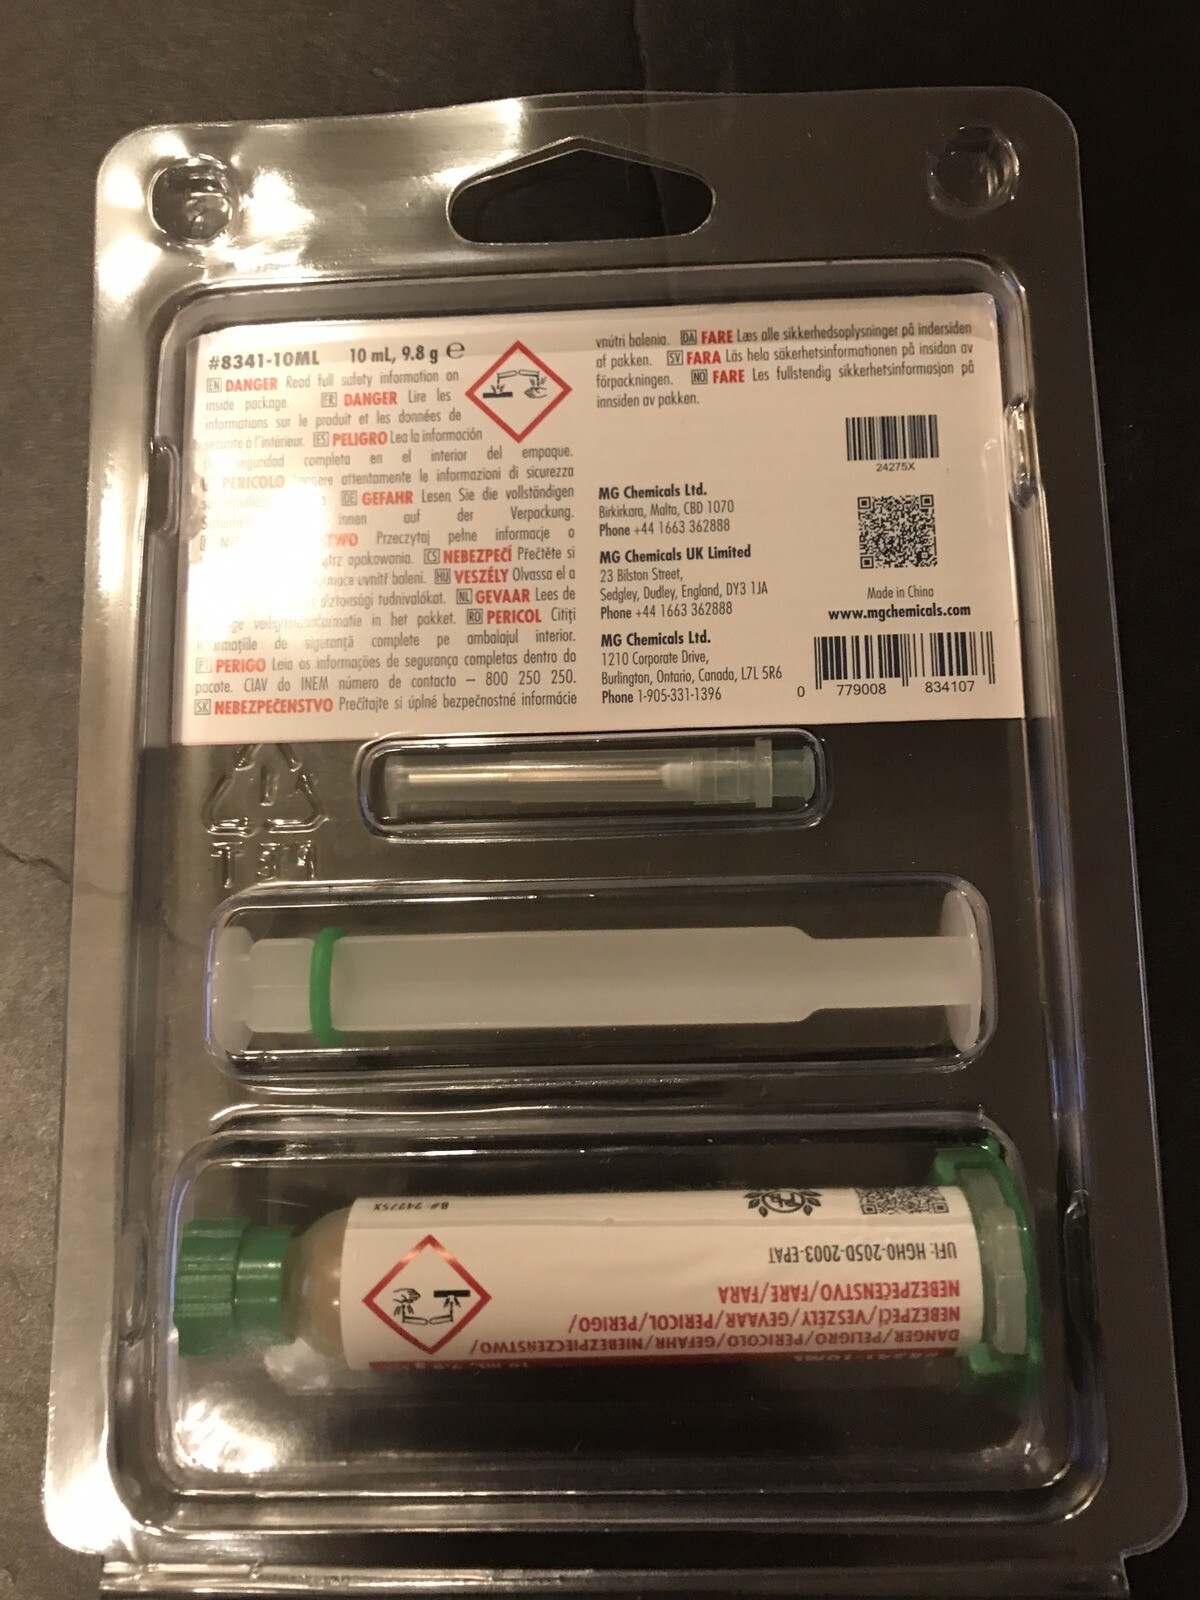 #8341-10ML 10 mL, 9.8 g ℮
EN DANGER Read full safety information on
inside package. FR DANGER Lire les
informations sur le produit et les données de
sécurité à l'intérieur. ES PELIGRO Lea la información
seguridad completa en el interior del empaque.
PERICOLO attentamente le informazioni di sicurezza
DE GEFAHR Lesen Sie die vollständigen
innen auf der Verpackung.
Przeczytaj pełne informacje o
opakowania. CS NEBEZPEČÍ Přečtěte si
uvnitř balení. HU VESZÉLY Olvassa el a
tudnivalókat. NL GEVAAR Lees de
in het pakket. RO PERICOL Citiți
informațiile de siguranță complete pe ambalajul interior.
PT PERIGO Leia as informações de segurança completas dentro do
pacote. CIAV do INEM número de contacto – 800 250 250.
SK NEBEZPEČENSTVO Prečítajte si úplné bezpečnostné informácie
vnútri balenia. DA FARE Læs alle sikkerhedsoplysninger på indersiden
af pakken. SV FARA Läs hela säkerhetsinformationen på insidan av
förpackningen. NO FARE Les fullstendig sikkerhetsinformasjon på
innsiden av pakken.
24275X
MG Chemicals Ltd.
Birkirkara, Malta, CBD 1070
Phone +44 1663 362888
MG Chemicals UK Limited
23 Bilston Street,
Sedgley, Dudley, England, DY3 1JA
Phone +44 1663 362888
MG Chemicals Ltd.
1210 Corporate Drive,
Burlington, Ontario, Canada, L7L 5R6
Phone 1-905-331-1396
Made in China
www.mgchemicals.com
0 779008 834107
1
PET
#8341-10ML 10 mL, 9.8 g
DANGER/PELIGRO/PERICOLO/GEFAHR/NIEBEZPIECZENSTWO/
NEBEZPEČÍ/VESZÉLY/GEVAAR/PERICOL/PERIGO/
NEBEZPEČENSTVO/FARE/FARA
UFI: HGH0-205D-2003-EPAT
B#: 24275X